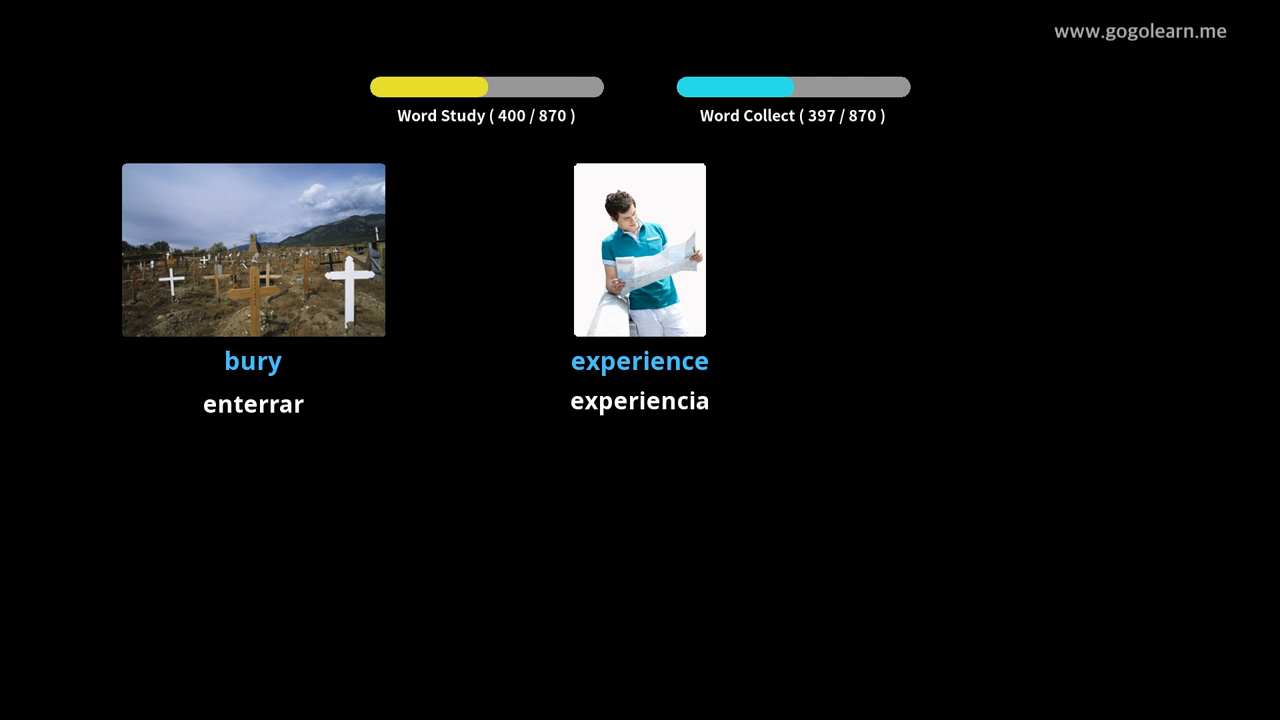 www.gogolearn.me
Word Study ( 400 / 870 )
Word Collect ( 397 / 870 )
bury
experience
enterrar
experiencia